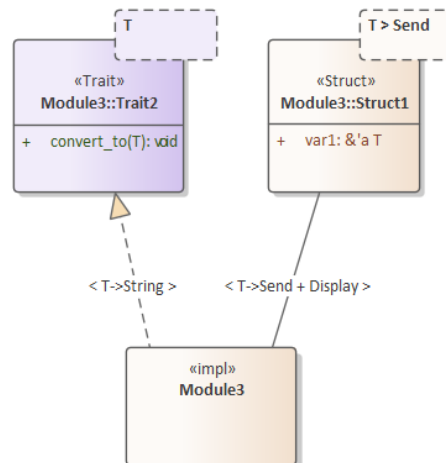 T
«Trait»
Module3::Trait2
+ convert_to(T): void
T > Send
«Struct»
Module3::Struct1
+ var1: &'a T
< T->String >
< T->Send + Display >
«impl»
Module3